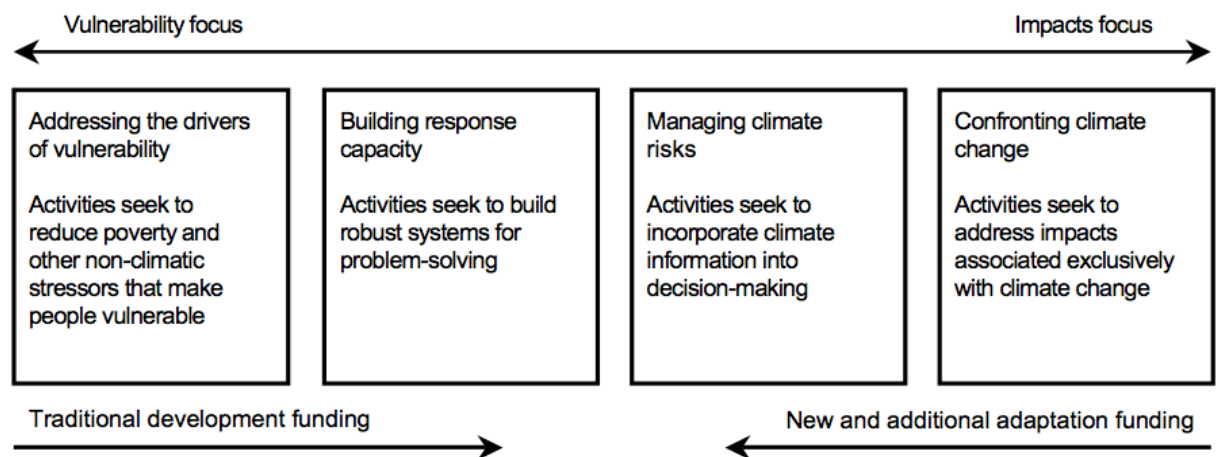 Vulnerability focus
Impacts focus
Addressing the drivers
of vulnerability
Activities seek to
reduce poverty and
other non-climatic
stressors that make
people vulnerable
Building response
capacity
Activities seek to build
robust systems for
problem-solving
Managing climate
risks
Activities seek to
incorporate climate
information into
decision-making
Confronting climate
change
Activities seek to
address impacts
associated exclusively
with climate change
Traditional development funding
New and additional adaptation funding